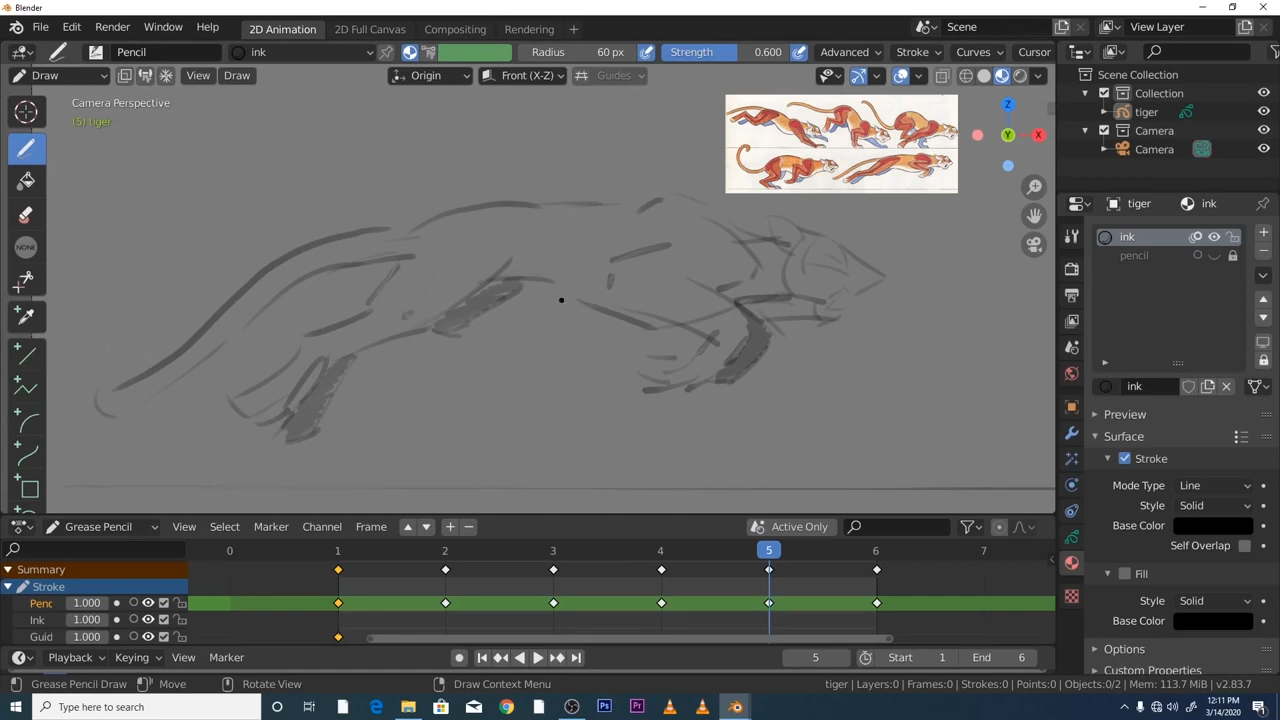 Blender
File Edit Render Window Help 2D Animation 2D Full Canvas Compositing Rendering Scene View Layer
Pencil ink Radius 60 px Strength 0.600 Advanced Stroke Curves Cursor
Draw View Draw Origin Front (X-Z) Guides
Scene Collection
Camera Perspective
Collection
(5) tiger
tiger
Camera
Camera
Z
Y
X
tiger ink
ink
pencil
NONE
ink
Preview
Surface
Stroke
Mode Type Line
Style Solid
Base Color
Self Overlap
Fill
Style Solid
Base Color
Options
Custom Properties
Grease Pencil View Select Marker Channel Frame Active Only
0 1 2 3 4 5 6 7
Summary
Stroke
Penc 1.000
Ink 1.000
Guid 1.000
Playback Keying View Marker 5 Start 1 End 6
Grease Pencil Draw Move Rotate View Draw Context Menu tiger | Layers:0 | Frames:0 | Strokes:0 | Points:0 | Objects:0/2 | Mem: 113.7 MiB | v2.83.7
Type here to search
Ps Pr
12:11 PM
3/14/2020